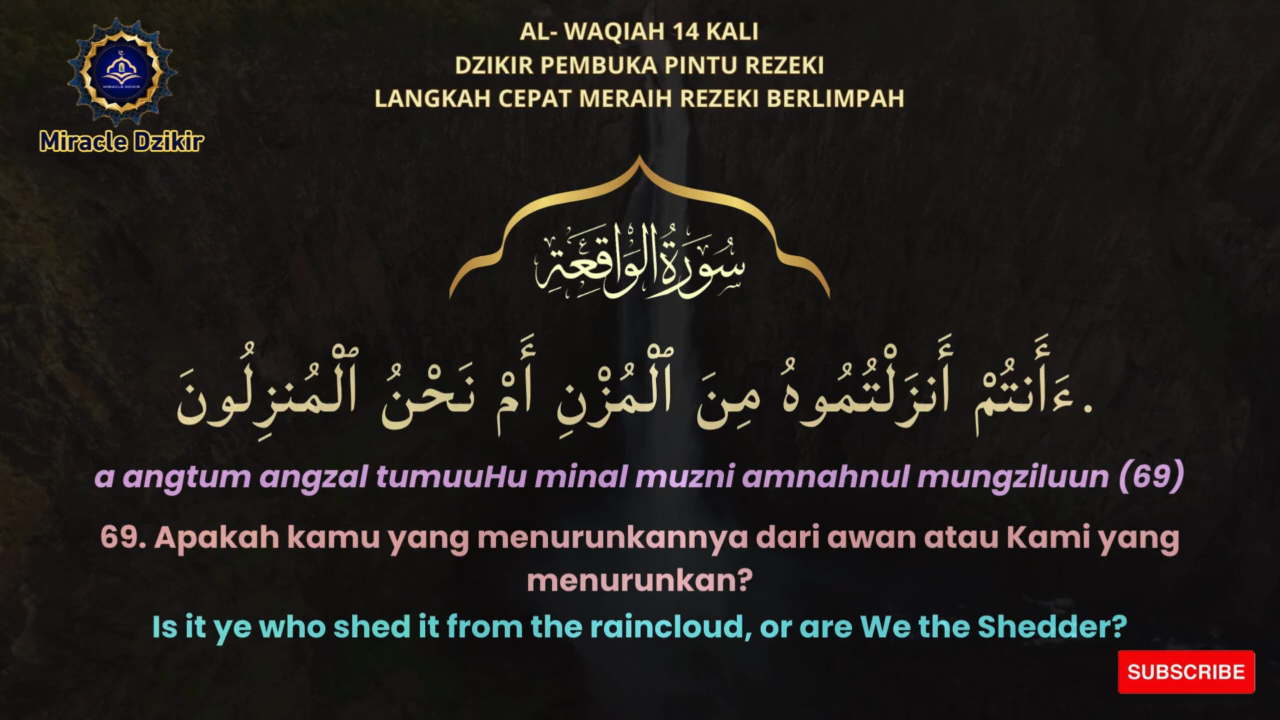 AL- WAQIAH 14 KALI
DZIKIR PEMBUKA PINTU REZEKI
LANGKAH CEPAT MERAIH REZEKI BERLIMPAH
MIRACLE DZIKIR
Miracle Dzikir
سُورَةُ الْوَاقِعَةِ
ءَأَنتُمْ أَنزَلْتُمُوهُ مِنَ ٱلْمُزْنِ أَمْ نَحْنُ ٱلْمُنزِلُونَ.
a angtum angzal tumuuHu minal muzni amnahnul mungziluun (69)
69. Apakah kamu yang menurunkannya dari awan atau Kami yang
menurunkan?
Is it ye who shed it from the raincloud, or are We the Shedder?
SUBSCRIBE